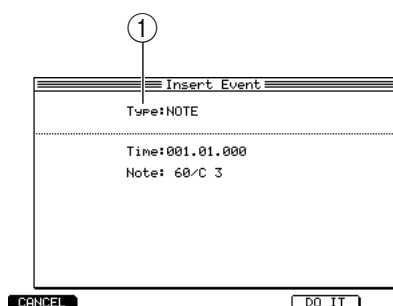 1
Insert Event
Type:NOTE
Time:001.01.000
Note: 60/C 3
CANCEL
DO IT